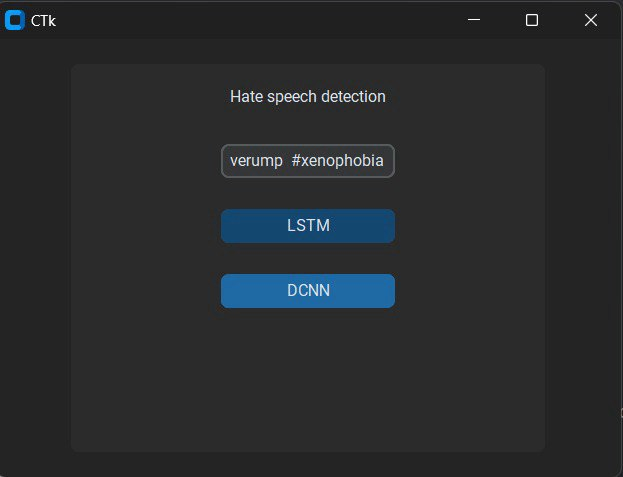 CTk
Hate speech detection
verump #xenophobia
LSTM
DCNN